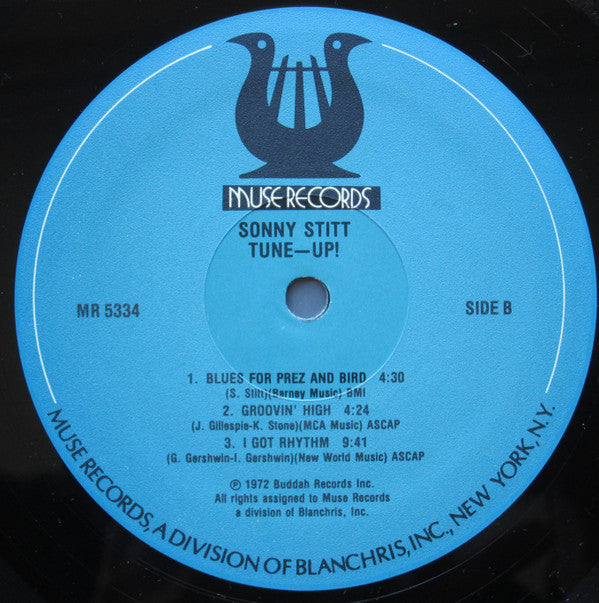 MUSE RECORDS
SONNY STITT
TUNE—UP!
MR 5334
SIDE B
1. BLUES FOR PREZ AND BIRD 4:30
(S. Stitt)(Barney Music) BMI
2. GROOVIN' HIGH 4:24
(J. Gillespie-K. Stone)(MCA Music) ASCAP
3. I GOT RHYTHM 9:41
(G. Gershwin-I. Gershwin)(New World Music) ASCAP
℗ 1972 Buddah Records Inc.
All rights assigned to Muse Records
a division of Blanchris, Inc.
MUSE RECORDS, A DIVISION OF BLANCHRIS, INC., NEW YORK, N.Y.